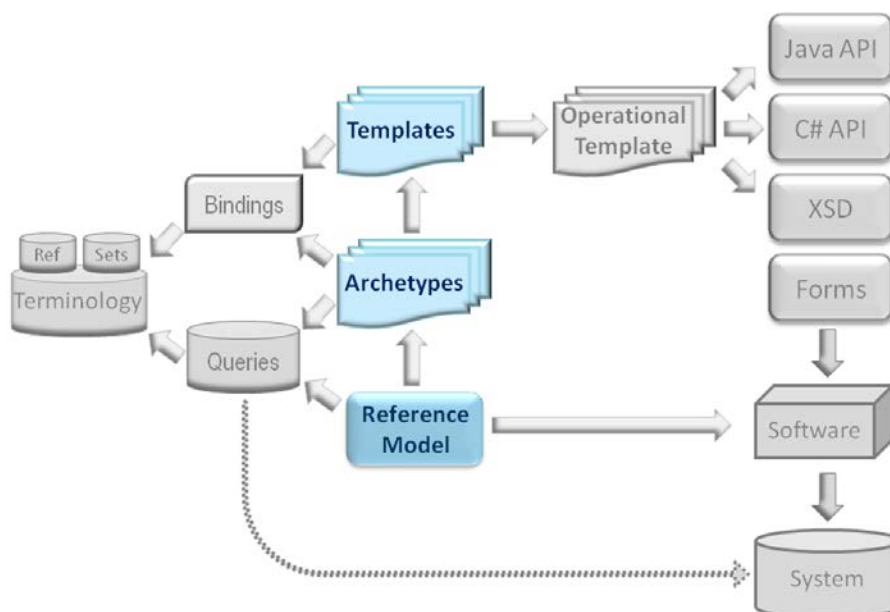 Java API
Templates
Operational
Template
C# API
Bindings
XSD
Ref
Sets
Archetypes
Terminology
Forms
Queries
Reference
Model
Software
System